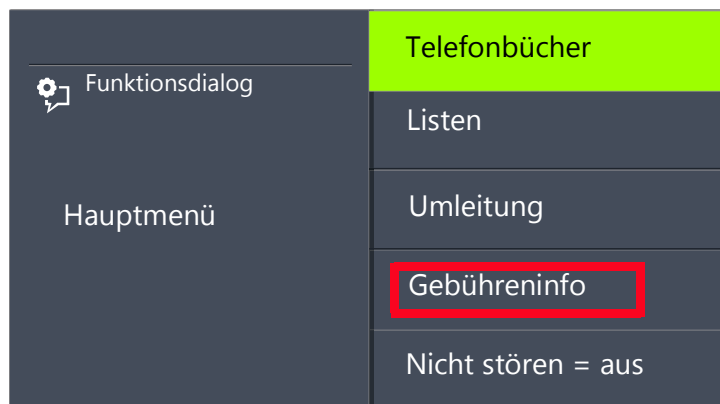 Funktionsdialog
Hauptmenü
Telefonbücher
Listen
Umleitung
Gebühreninfo
Nicht stören = aus